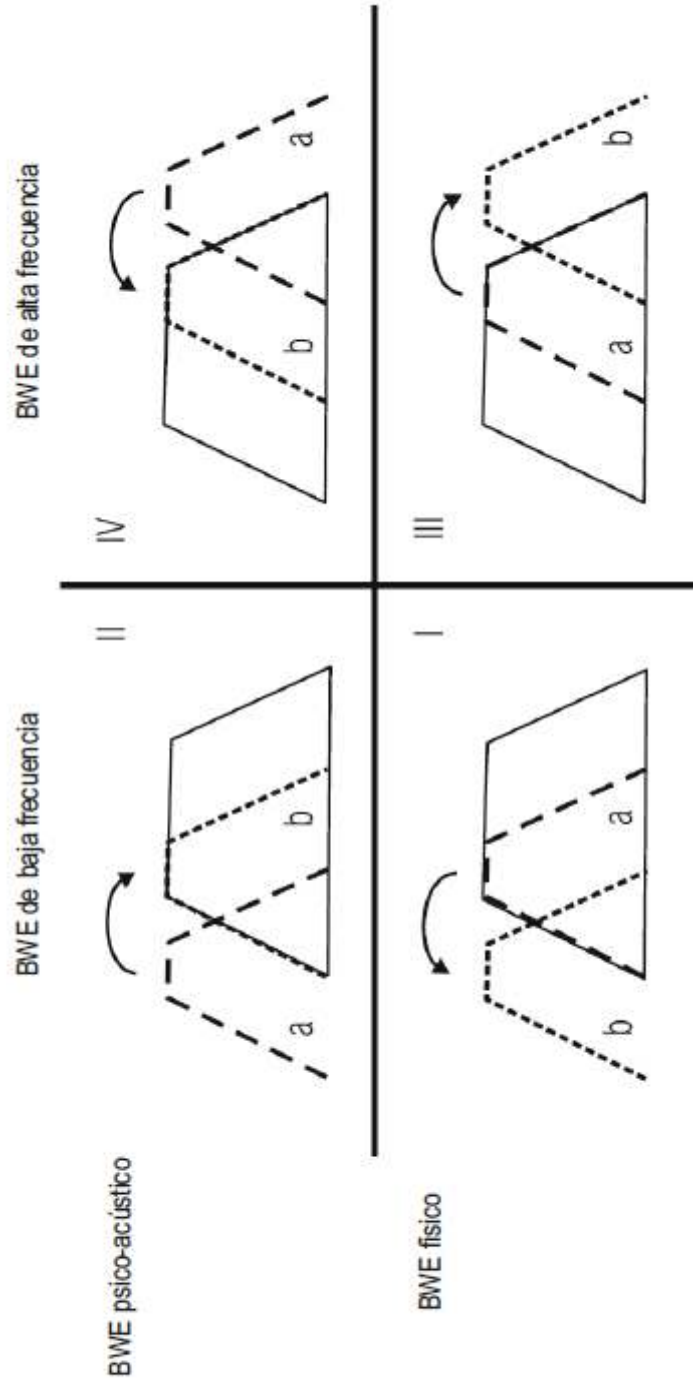 BWE de baja frecuencia
BWE de alta frecuencia
BWE psico-acústico
II
a
b
IV
b
a
BWE físico
I
b
a
III
a
b